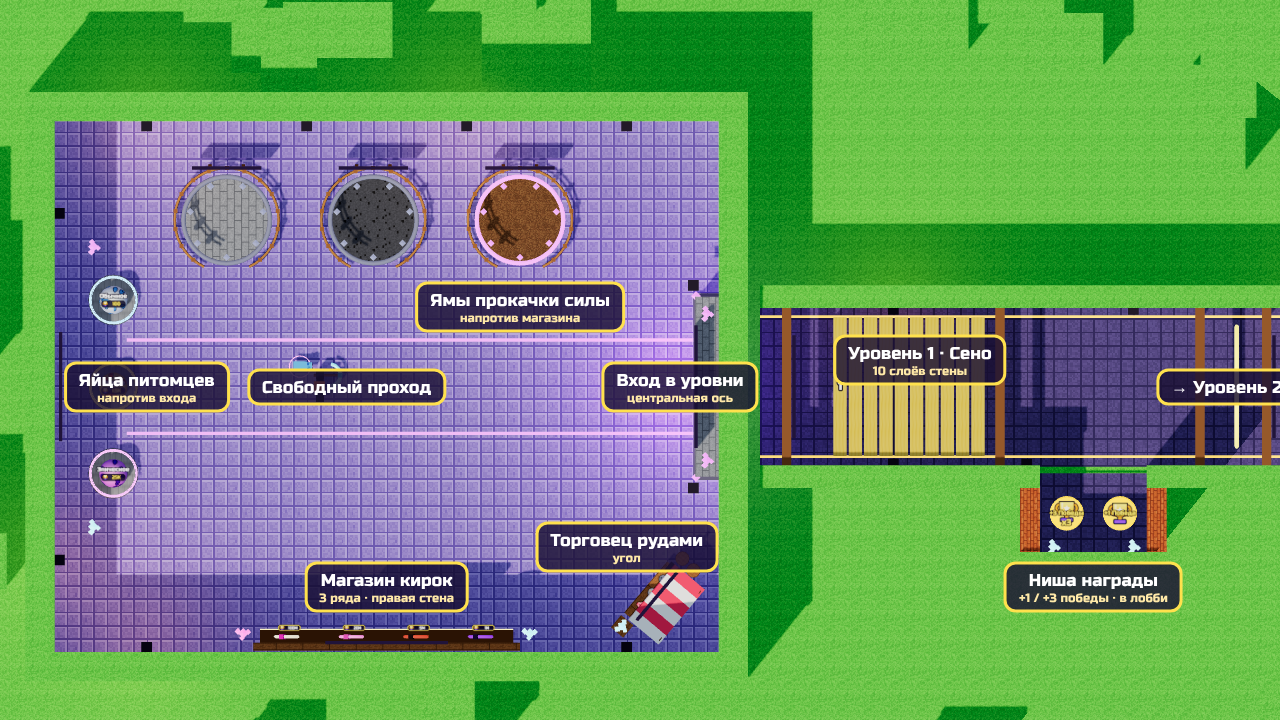 Ямы прокачки силы
напротив магазина
Уровень 1 · Сено
10 слоёв стены
Яйца питомцев
напротив входа
Свободный проход
Вход в уровни
центральная ось
→ Уровень 2
Торговец рудами
угол
Магазин кирок
3 ряда · правая стена
Ниша награды
+1 / +3 победы · в лобби